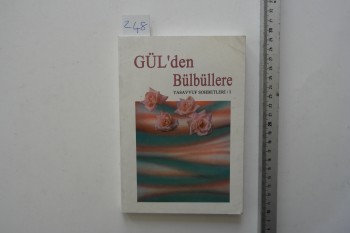 248
GÜL'den
Bülbüllere
TASAVVUF SOHBETLERİ : 1